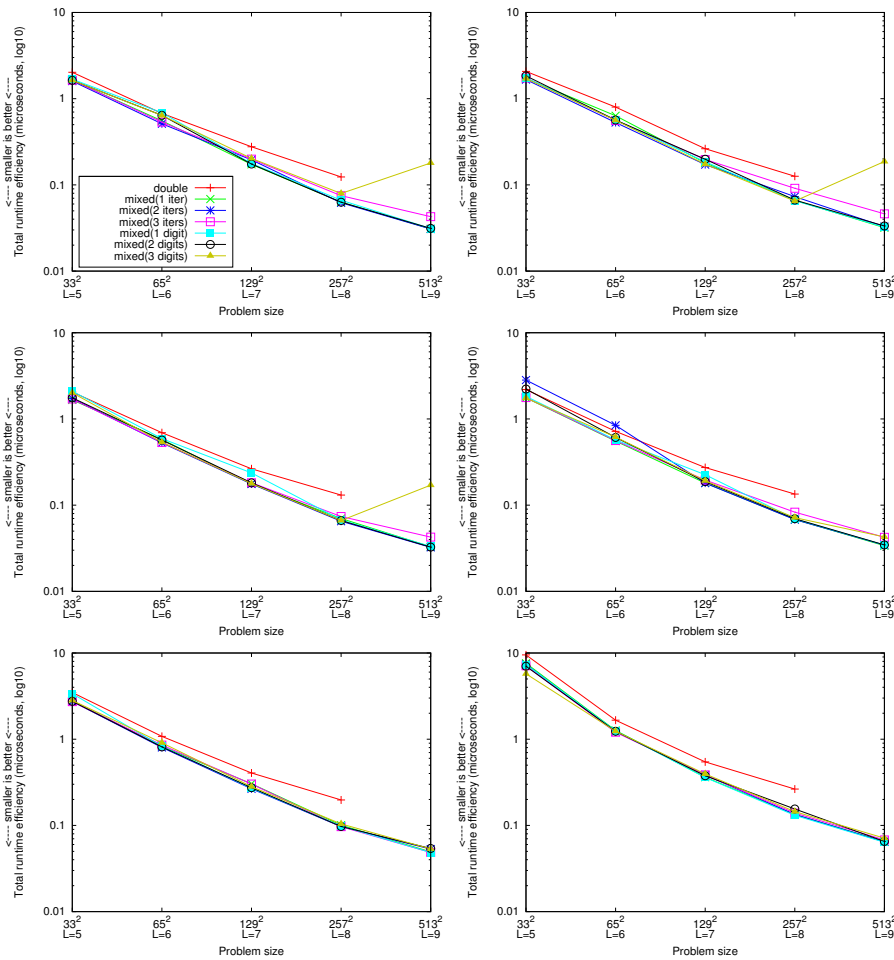 10
1
0.1
0.01
<---- smaller is better <----
Total runtime efficiency (microseconds, log10)
double
mixed(1 iter)
mixed(2 iters)
mixed(3 iters)
mixed(1 digit)
mixed(2 digits)
mixed(3 digits)
33² 65² 129² 257² 513²
L=5 L=6 L=7 L=8 L=9
Problem size
10
1
0.1
0.01
<---- smaller is better <----
Total runtime efficiency (microseconds, log10)
33² 65² 129² 257² 513²
L=5 L=6 L=7 L=8 L=9
Problem size
10
1
0.1
0.01
<---- smaller is better <----
Total runtime efficiency (microseconds, log10)
33² 65² 129² 257² 513²
L=5 L=6 L=7 L=8 L=9
Problem size
10
1
0.1
0.01
<---- smaller is better <----
Total runtime efficiency (microseconds, log10)
33² 65² 129² 257² 513²
L=5 L=6 L=7 L=8 L=9
Problem size
10
1
0.1
0.01
<---- smaller is better <----
Total runtime efficiency (microseconds, log10)
33² 65² 129² 257² 513²
L=5 L=6 L=7 L=8 L=9
Problem size
10
1
0.1
0.01
<---- smaller is better <----
Total runtime efficiency (microseconds, log10)
33² 65² 129² 257² 513²
L=5 L=6 L=7 L=8 L=9
Problem size